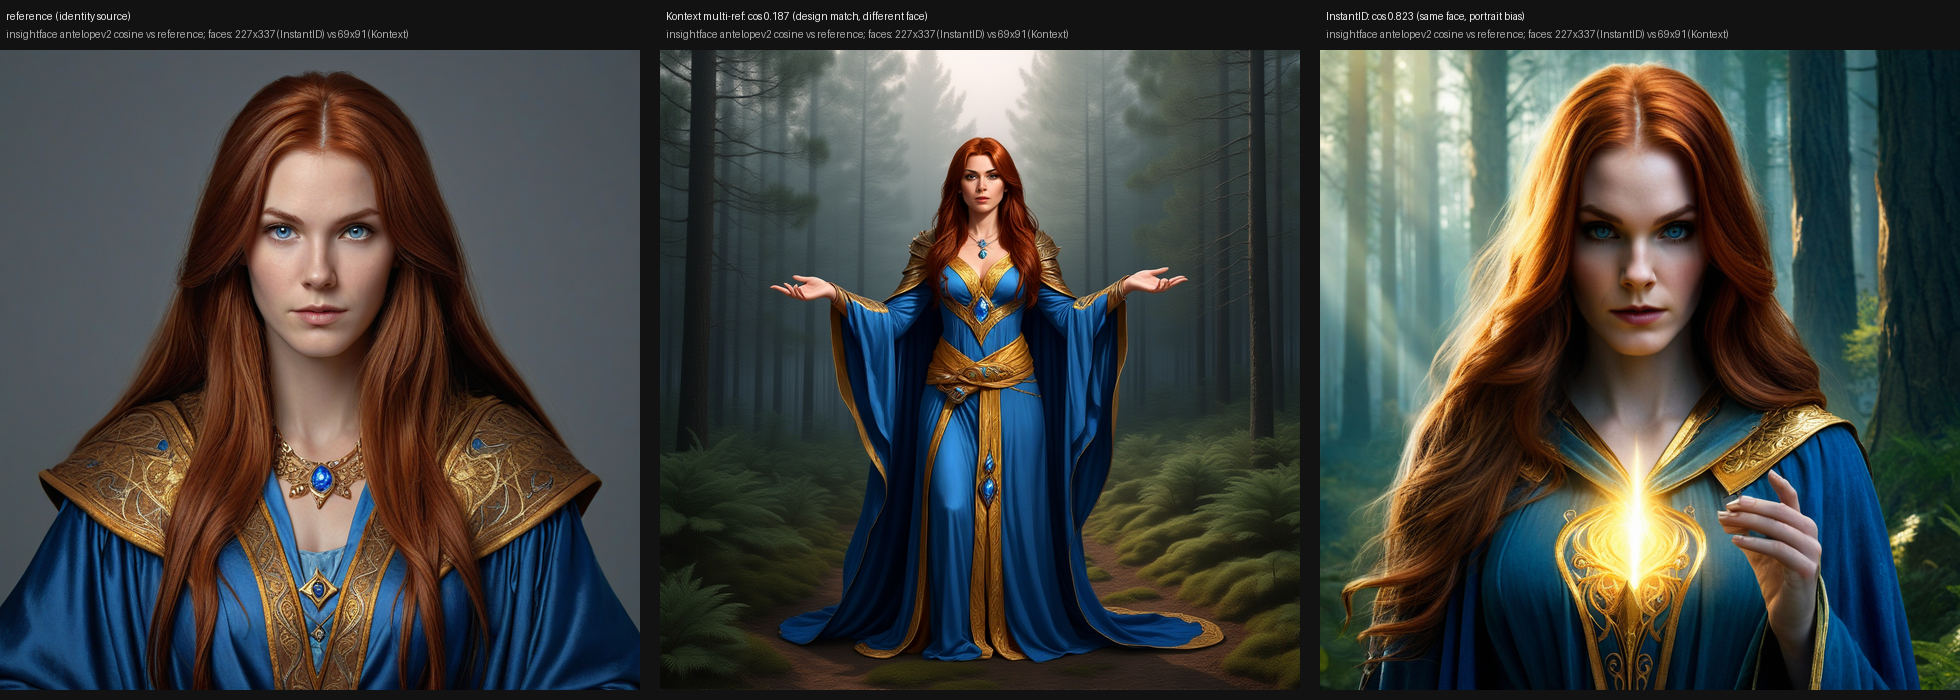 reference (identity source)
insightface antelopev2 cosine vs reference; faces: 227x337 (InstantID) vs 69x91 (Kontext)
Kontext multi-ref: cos 0.187 (design match, different face)
insightface antelopev2 cosine vs reference; faces: 227x337 (InstantID) vs 69x91 (Kontext)
InstantID: cos 0.823 (same face, portrait bias)
insightface antelopev2 cosine vs reference; faces: 227x337 (InstantID) vs 69x91 (Kontext)